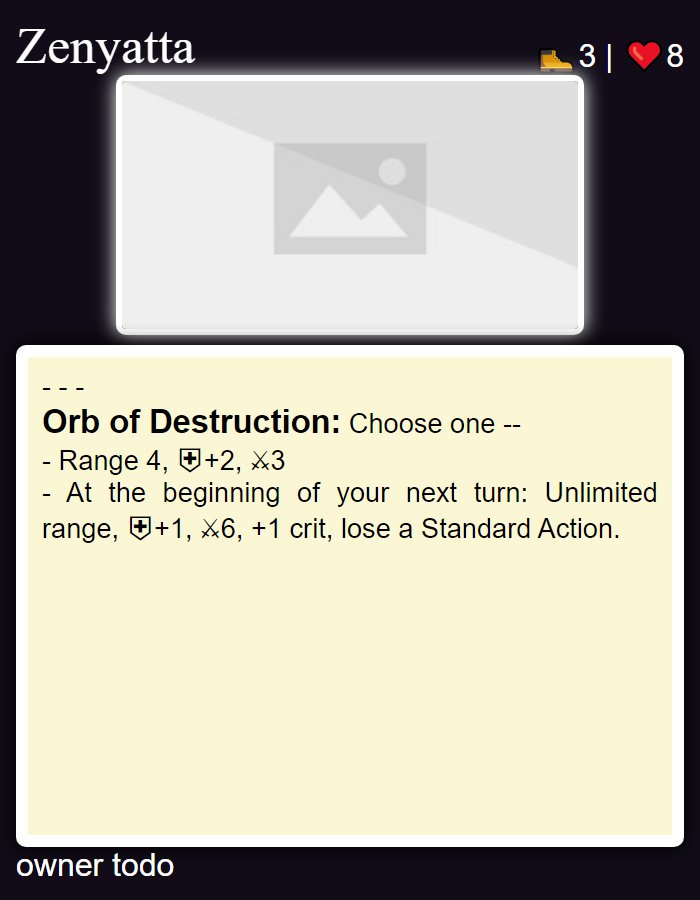 Zenyatta
🥾3 | ❤️8
- - -
Orb of Destruction: Choose one --
- Range 4, ⛨+2, ⚔3
- At the beginning of your next turn: Unlimited
range, ⛨+1, ⚔6, +1 crit, lose a Standard Action.
owner todo